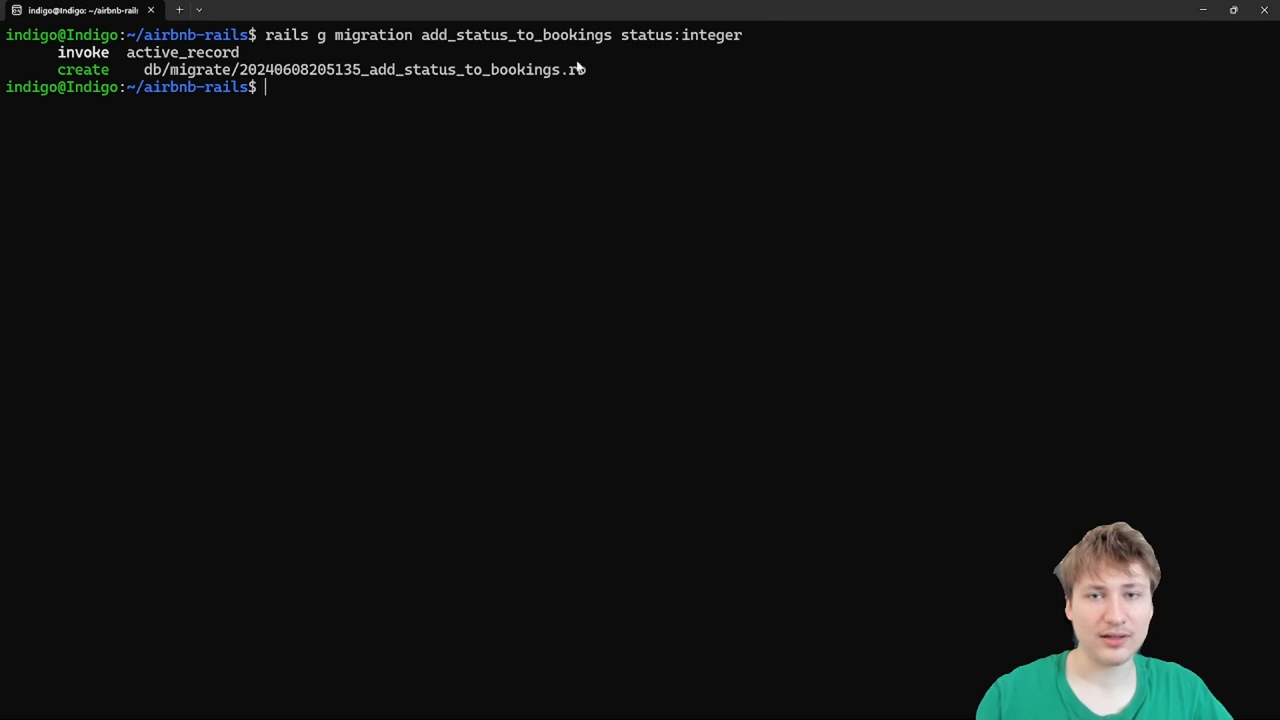 indigo@Indigo: ~/airbnb-rails
indigo@Indigo:~/airbnb-rails$ rails g migration add_status_to_bookings status:integer
invoke active_record
create db/migrate/20240608205135_add_status_to_bookings.rb
indigo@Indigo:~/airbnb-rails$